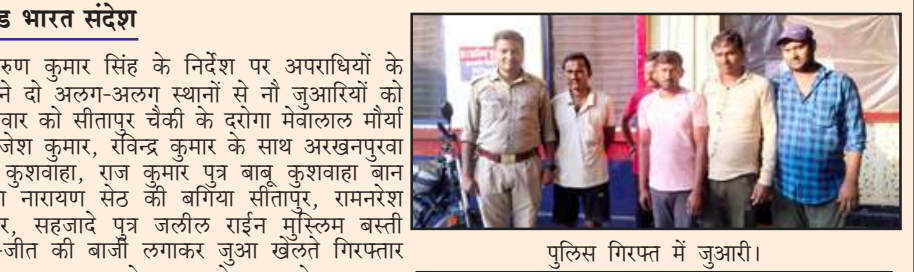 ड भारत संदेश
रुण कुमार सिंह के निर्देश पर अपराधियों के
ने दो अलग-अलग स्थानों से नौ जुआरियों को
वार को सीतापुर चैकी के दरोगा मेवालाल मौर्या
जेश कुमार, रविन्द्र कुमार के साथ अरखनपुरवा
कुशवाहा, राज कुमार पुत्र बाबू कुशवाहा बान
ा नारायण सेठ की बगिया सीतापुर, रामनरेश
र, सहजादे पुत्र जलील राईन मुस्लिम बस्ती
-जीत की बाजी लगाकर जुआ खेलते गिरफ्तार
पुलिस गिरफ्त में जुआरी।